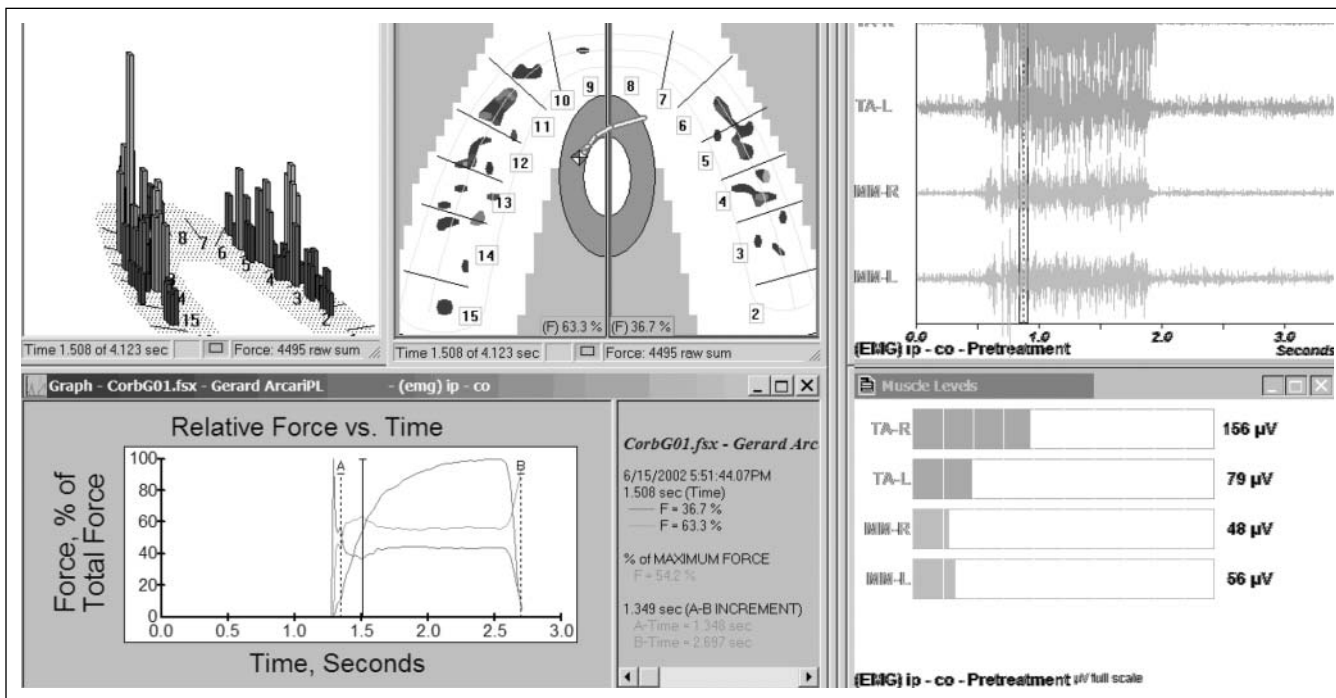 8
7
6
5
4
3
2
15
Time 1.508 of 4.123 sec
Force: 4495 raw sum
9 8
10 7
11 6
12 5
13 4
14 3
15 2
(F) 63.3 % (F) 36.7 %
Time 1.508 of 4.123 sec
Force: 4495 raw sum
TA-L
MM-R
MM-L
0.0 1.0 2.0
(EMG) ip - co - Pretreatment Seconds
Graph - CorbG01.fsx - Gerard ArcariPL - (emg) ip - co
Relative Force vs. Time
Force, % of
Total Force
100
80
60
40
20
0
A B
0.0 0.5 1.0 1.5 2.0 2.5 3.0
Time, Seconds
CorbG01.fsx - Gerard Arc
6/15/2002 5:51:44.07PM
1.508 sec (Time)
F = 36.7 %
F = 63.3 %
% of MAXIMUM FORCE
F = 54.2 %
1.349 sec (A-B INCREMENT)
A-Time = 1.348 sec
B-Time = 2.697 sec
Muscle Levels
TA-R 156 µV
TA-L 79 µV
MM-R 48 µV
MM-L 56 µV
(EMG) ip - co - Pretreatment µV full scale